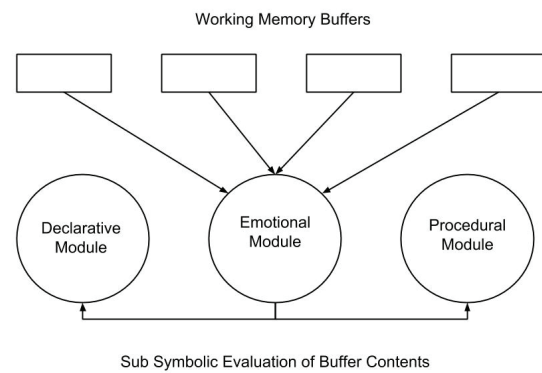 Working Memory Buffers
Declarative
Module
Emotional
Module
Procedural
Module
Sub Symbolic Evaluation of Buffer Contents